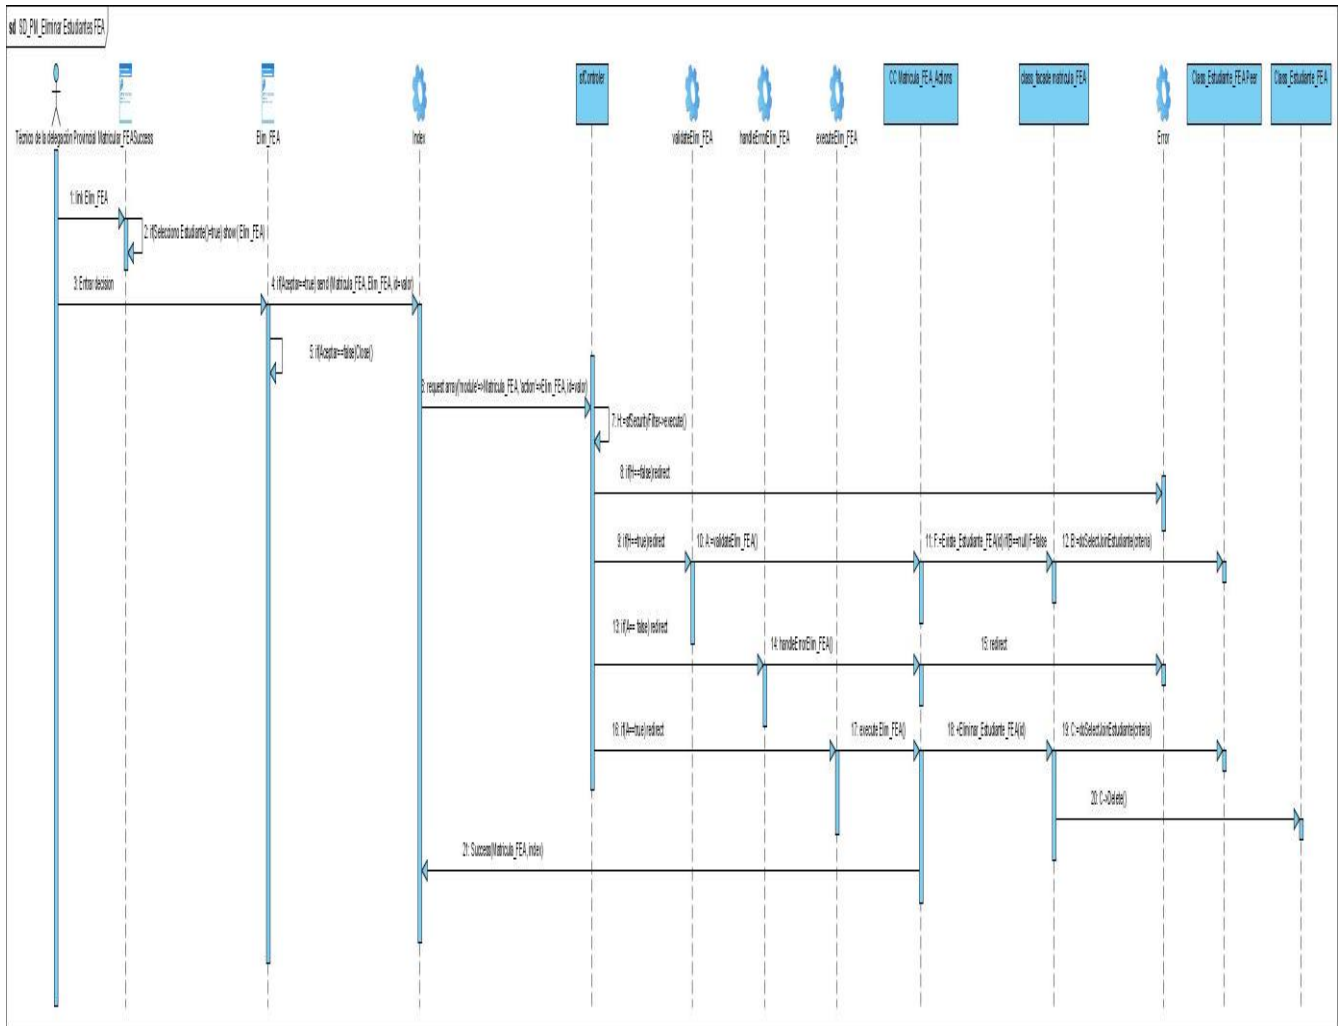 sd SD_PM_Eliminar Estudiantes FEA
sfControler
CC Matricula_FEA_Actions
class_facade matricula_FEA
Class_Estudiante_FEA Peer
Class_Estudiante_FEA
Técnico de la delegación Provincial
Matricular_FEASuccess
Elim_FEA
Index
validateElim_FEA
handleErrorElim_FEA
executeElim_FEA
Error
1: link Elim_FEA
2: if(Selecciono Estudiante()=true) show (Elim_FEA)
3: Entrar decision
4: if(Aceptar==true) send (Matricula_FEA, Elim_FEA, id=valor)
5: if(Aceptar==false)Close()
6: request array('module'=>Matricula_FEA, 'action'=>Elim_FEA, id=valor)
7: H:=sfSecurityFilter->execute()
8: if(H==false)redirect
9: if(H==true)redirect
10: A:=validateElim_FEA()
11: F:=Existe_Estudiante_FEA(id) if(B==null)F=false
12: B:=doSelectJoinEstudiante(criteria)
13: if(A== false) redirect
14: handleErrorElim_FEA()
15: redirect
16: if(A==true) redirect
17: executeElim_FEA()
18: +Eliminar_Estudiante_FEA(id)
19: C:=doSelectJoinEstudiante(criteria)
20: C->Delete()
21: Success(Matricula_FEA, index)